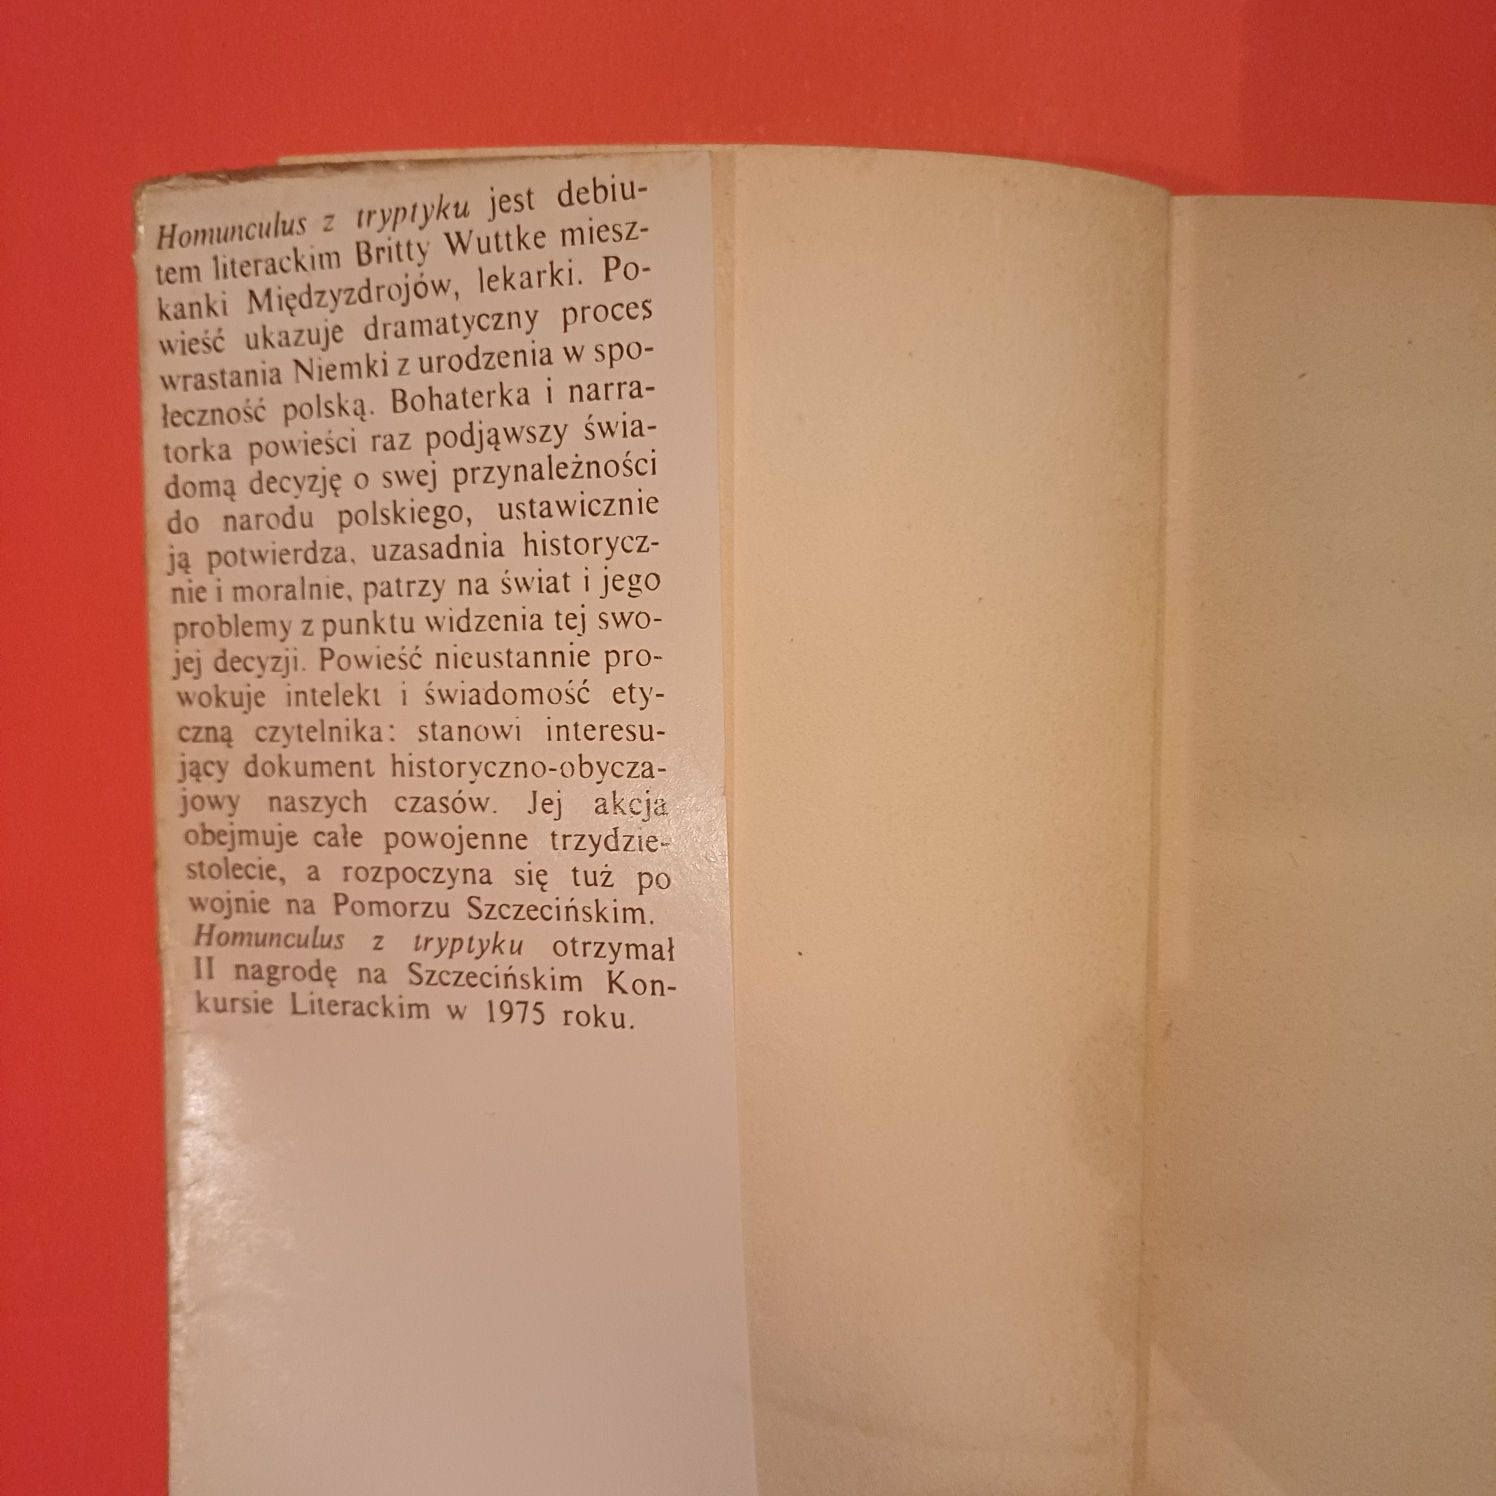 Homunculus z tryptyku jest debiu-
tem literackim Britty Wuttke miesz-
kanki Międzyzdrojów, lekarki. Po-
wieść ukazuje dramatyczny proces
wrastania Niemki z urodzenia w spo-
łeczność polską. Bohaterka i narra-
torka powieści raz podjąwszy świa-
domą decyzję o swej przynależności
do narodu polskiego, ustawicznie
ją potwierdza, uzasadnia historycz-
nie i moralnie, patrzy na świat i jego
problemy z punktu widzenia tej swo-
jej decyzji. Powieść nieustannie pro-
wokuje intelekt i świadomość ety-
czną czytelnika: stanowi interesu-
jący dokument historyczno-obycza-
jowy naszych czasów. Jej akcja
obejmuje całe powojenne trzydzie-
stolecie, a rozpoczyna się tuż po
wojnie na Pomorzu Szczecińskim.
Homunculus z tryptyku otrzymał
II nagrodę na Szczecińskim Kon-
kursie Literackim w 1975 roku.